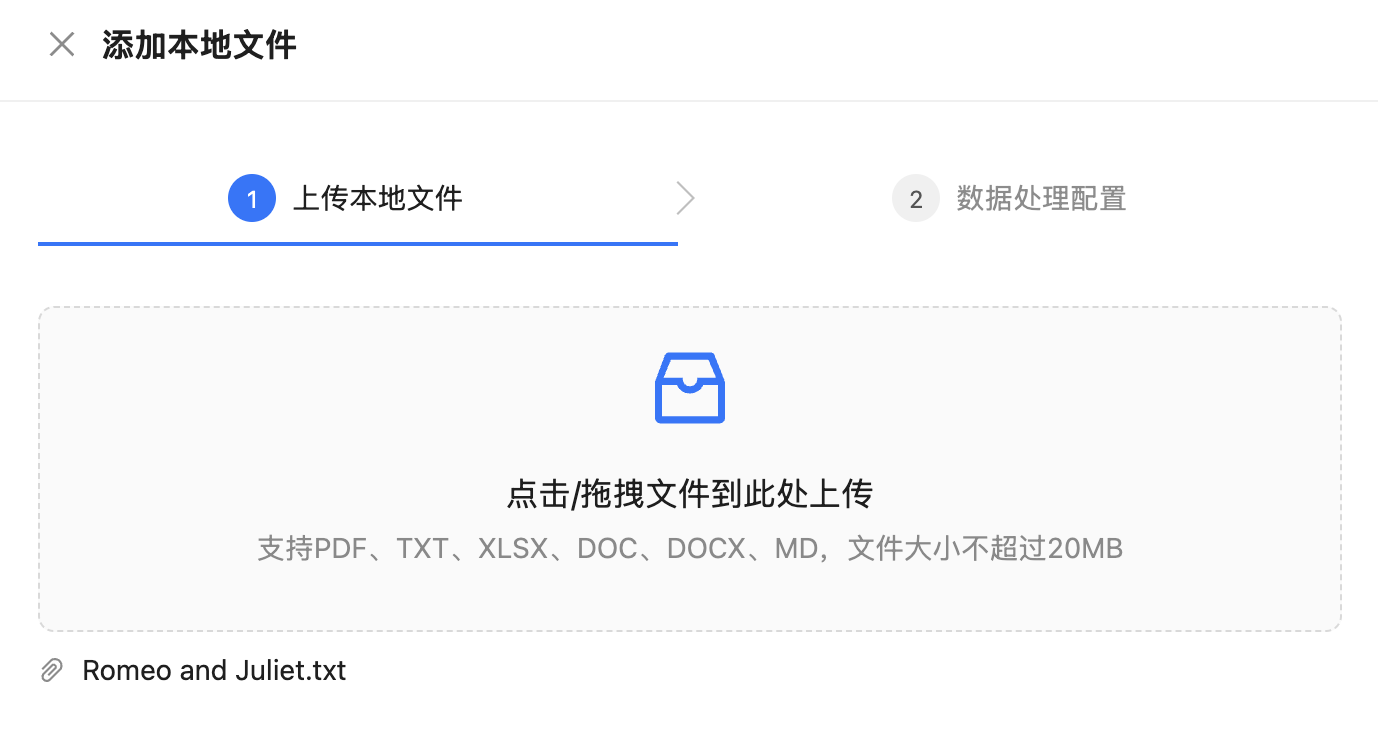 添加本地文件
1 上传本地文件
2 数据处理配置
点击/拖拽文件到此处上传
支持PDF、TXT、XLSX、DOC、DOCX、MD，文件大小不超过20MB
Romeo and Juliet.txt